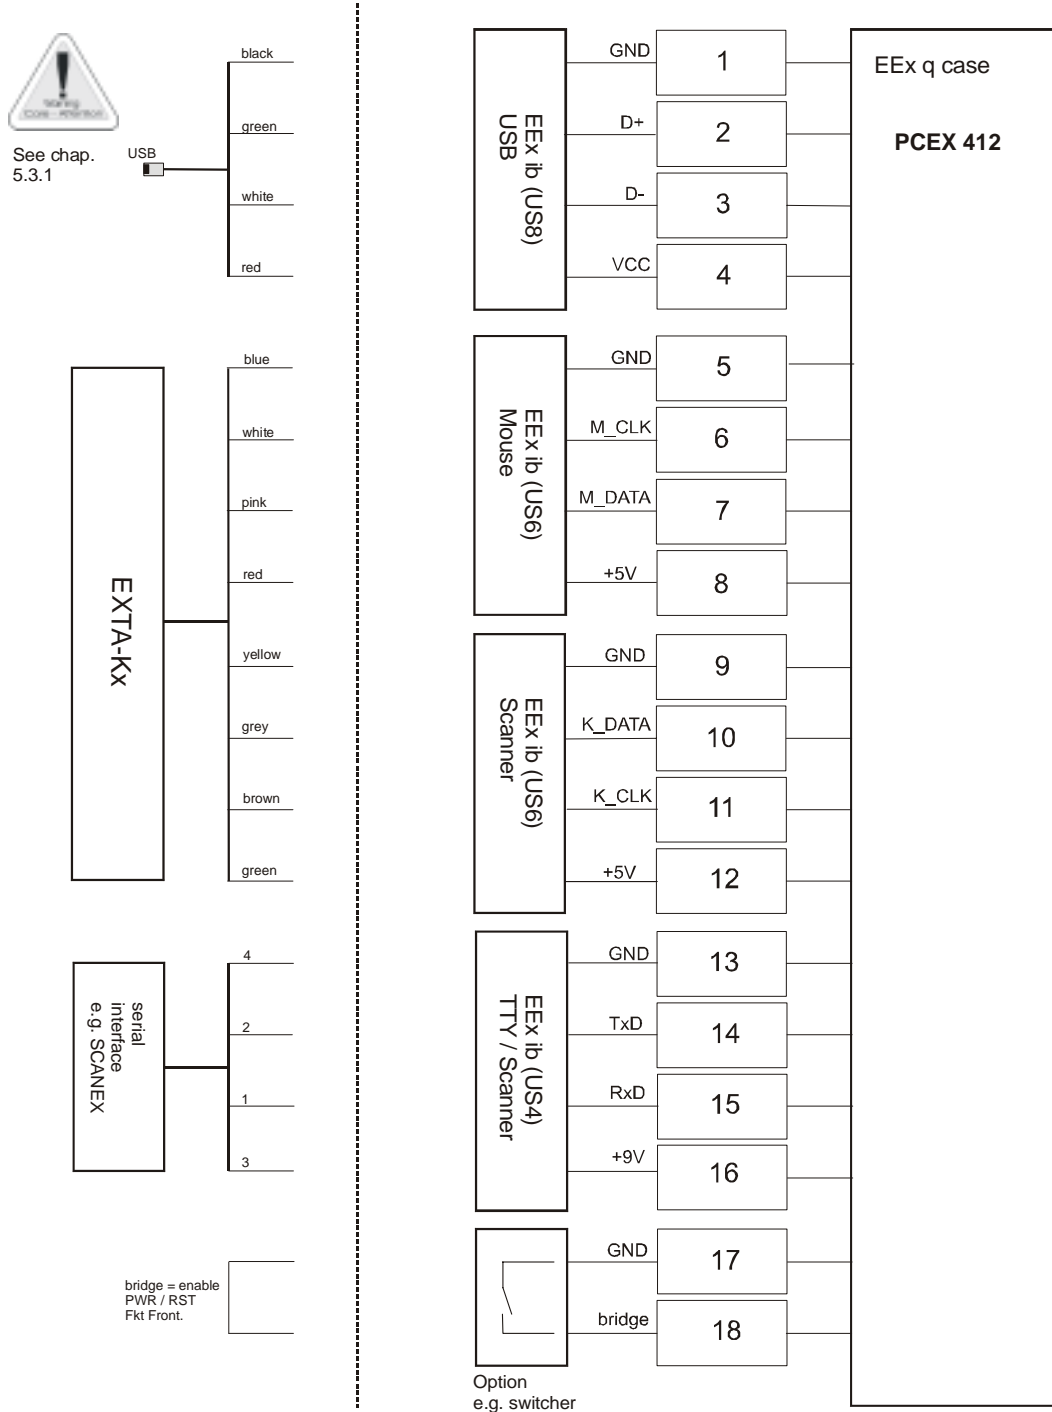 Warning
Care - Attention
See chap.
5.3.1
USB
black
green
white
red
EXTA-Kx
blue
white
pink
red
yellow
grey
brown
green
serial
interface
e.g. SCANEX
4
2
1
3
bridge = enable
PWR / RST
Fkt Front.
EEx ib (US8)
USB
GND
1
D+
2
D-
3
VCC
4
EEx ib (US6)
Mouse
GND
5
M_CLK
6
M_DATA
7
+5V
8
EEx ib (US6)
Scanner
GND
9
K_DATA
10
K_CLK
11
+5V
12
EEx ib (US4)
TTY / Scanner
GND
13
TxD
14
RxD
15
+9V
16
GND
17
bridge
18
Option
e.g. switcher
EEx q case
PCEX 412